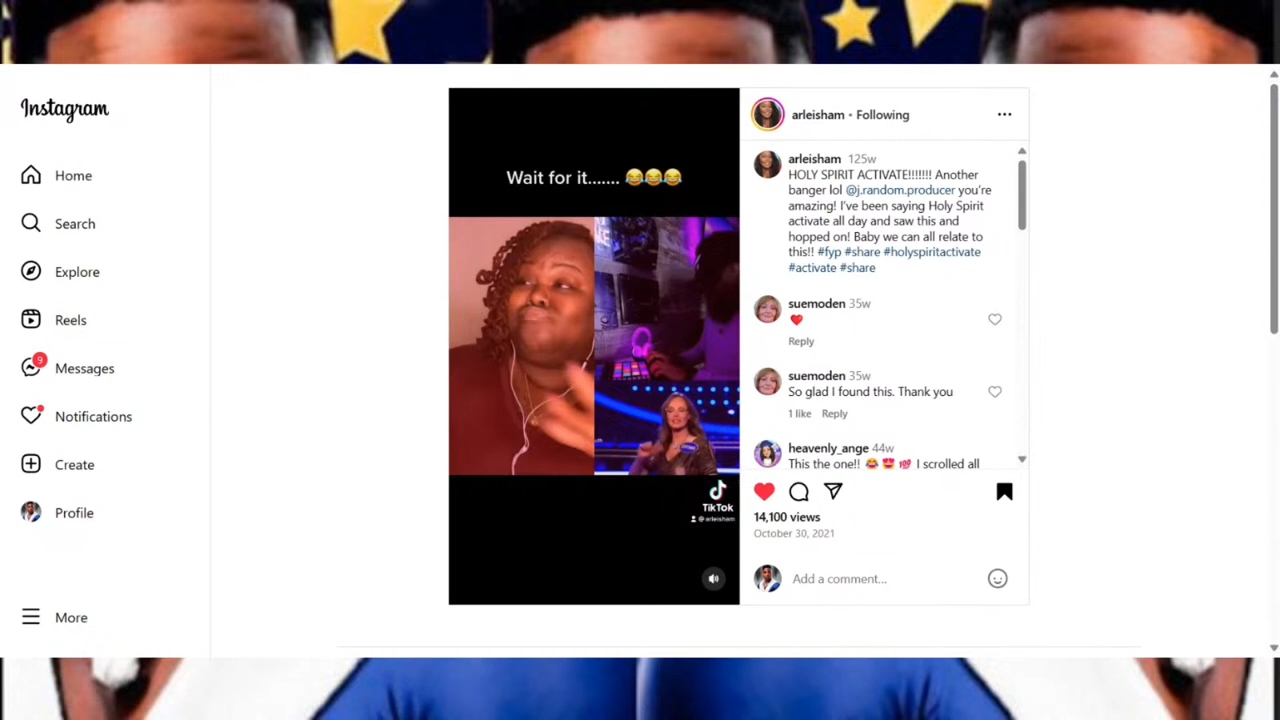 Instagram
Home
Search
Explore
Reels
9
Messages
Notifications
Create
Profile
More
Wait for it....... 😂😂😂
TikTok
@arleisham
arleisham • Following
arleisham 125w
HOLY SPIRIT ACTIVATE!!!!!!! Another
banger lol @j.random.producer you're
amazing! I've been saying Holy Spirit
activate all day and saw this and
hopped on! Baby we can all relate to
this!! #fyp #share #holyspiritactivate
#activate #share
suemoden 35w
❤️
Reply
suemoden 35w
So glad I found this. Thank you
1 like Reply
heavenly_ange 44w
This the one!! 😂 😍 💯 I scrolled all
14,100 views
October 30, 2021
Add a comment...